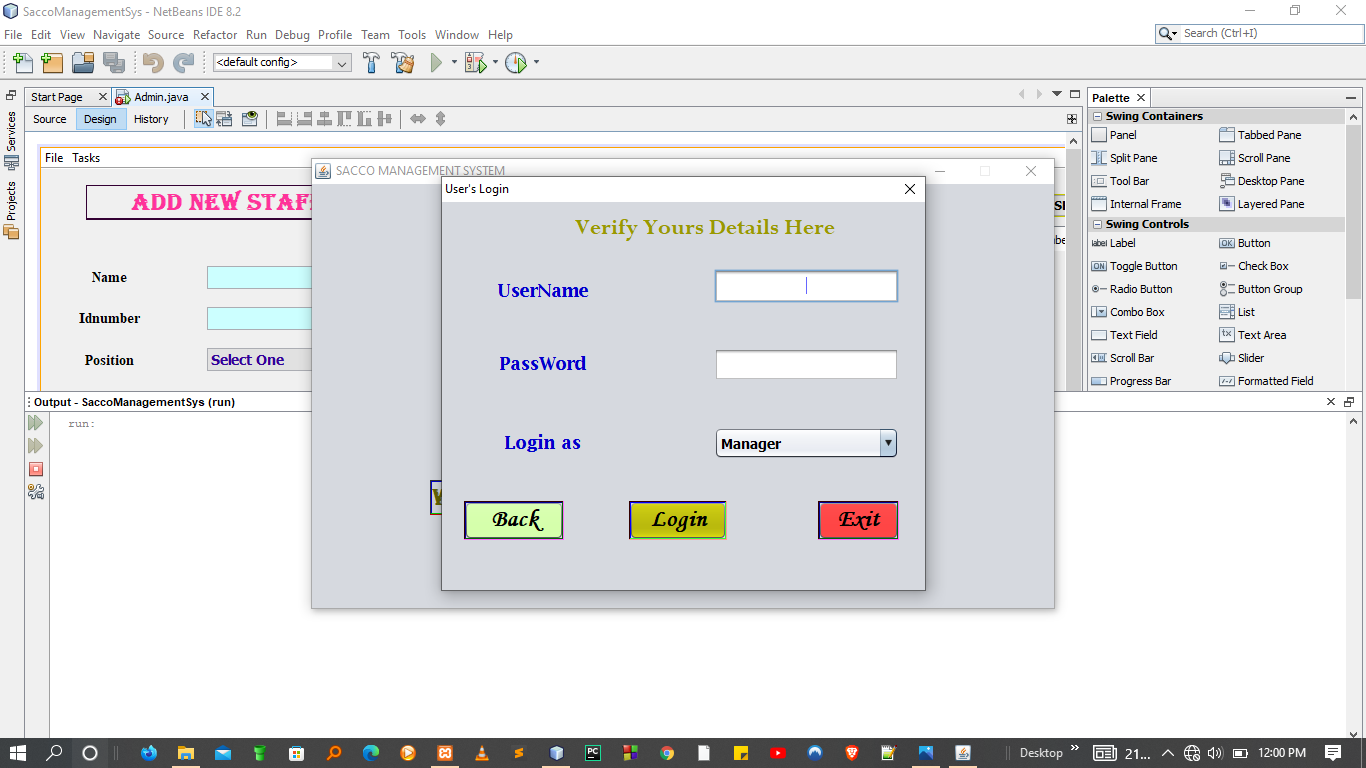 SaccoManagementSys - NetBeans IDE 8.2
File Edit View Navigate Source Refactor Run Debug Profile Team Tools Window Help
Search (Ctrl+I)
<default config>
Start Page Admin.java
Source Design History
Services
Projects
File Tasks
ADD NEW STAF
Name
Idnumber
Position Select One
SACCO MANAGEMENT SYSTEM
User's Login
Verify Yours Details Here
UserName
PassWord
Login as Manager
Back Login Exit
Palette
Swing Containers
Panel Tabbed Pane
Split Pane Scroll Pane
Tool Bar Desktop Pane
Internal Frame Layered Pane
Swing Controls
label Label OK Button
ON Toggle Button Check Box
Radio Button Button Group
Combo Box List
Text Field Text Area
Scroll Bar Slider
Progress Bar Formatted Field
Output - SaccoManagementSys (run)
run:
Desktop 21... 12:00 PM